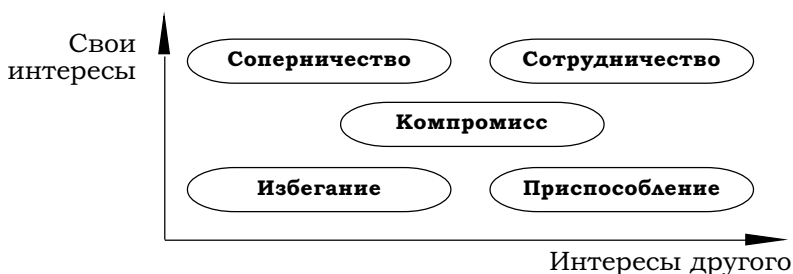 Свои
интересы
Соперничество
Сотрудничество
Компромисс
Избегание
Приспособление
Интересы другого